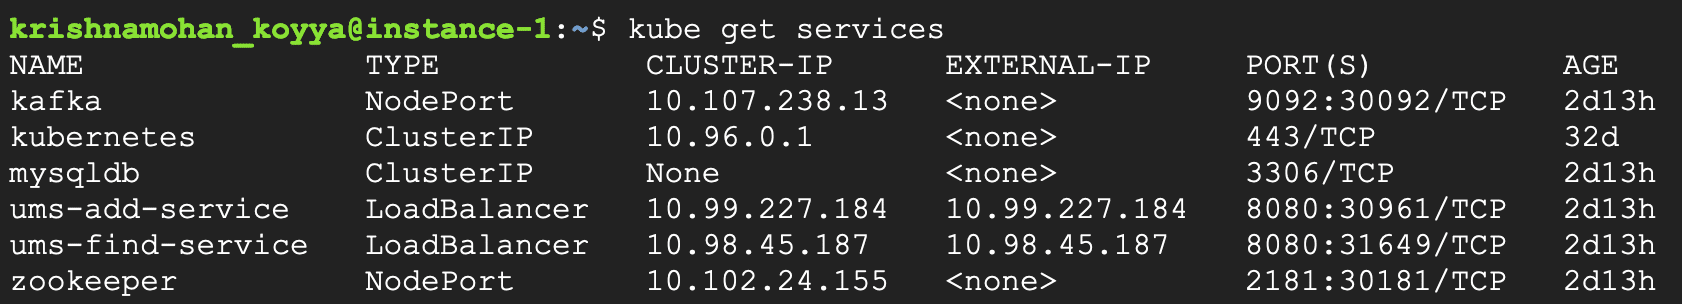 krishnamohan_koyya@instance-1:~$ kube get services
NAME TYPE CLUSTER-IP EXTERNAL-IP PORT(S) AGE
kafka NodePort 10.107.238.13 <none> 9092:30092/TCP 2d13h
kubernetes ClusterIP 10.96.0.1 <none> 443/TCP 32d
mysqldb ClusterIP None <none> 3306/TCP 2d13h
ums-add-service LoadBalancer 10.99.227.184 10.99.227.184 8080:30961/TCP 2d13h
ums-find-service LoadBalancer 10.98.45.187 10.98.45.187 8080:31649/TCP 2d13h
zookeeper NodePort 10.102.24.155 <none> 2181:30181/TCP 2d13h